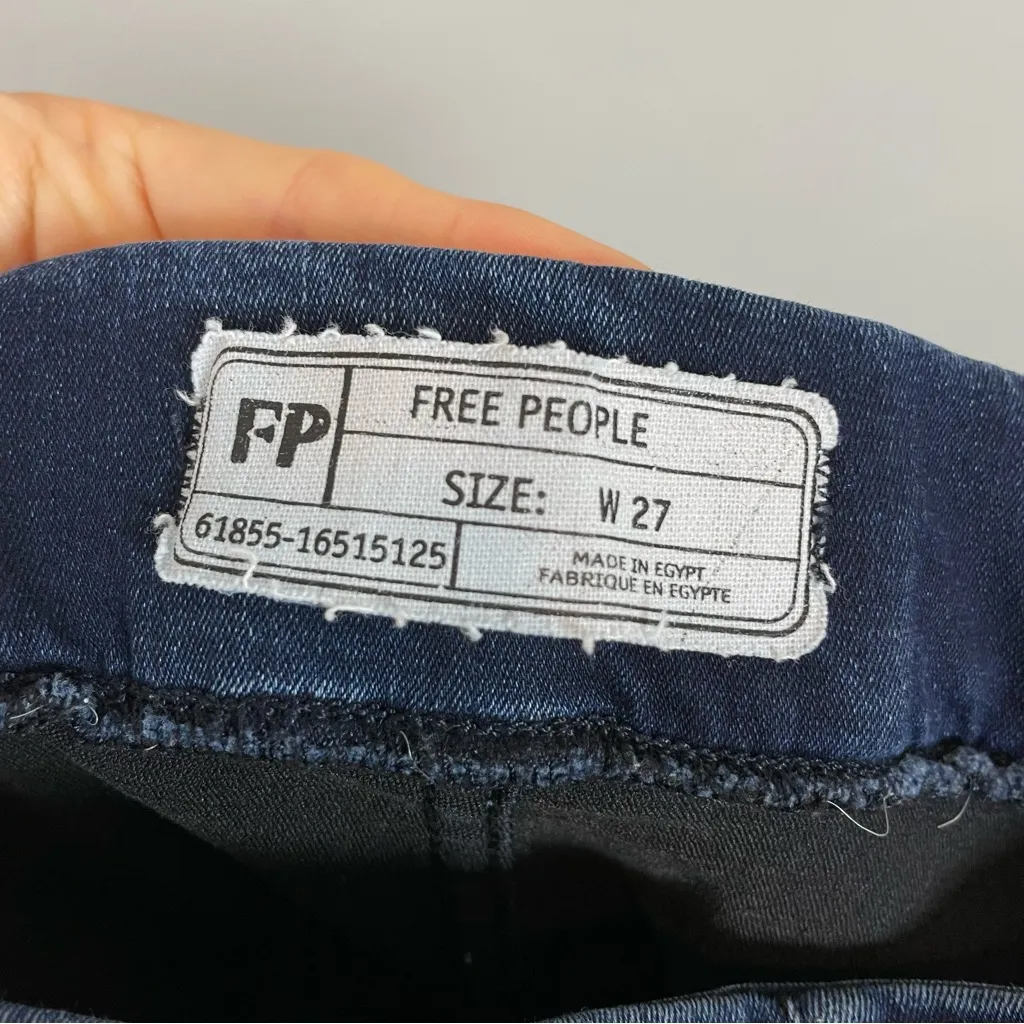 FP
FREE PEOPLE
SIZE: W 27
61855-16515125
MADE IN EGYPT
FABRIQUE EN EGYPTE